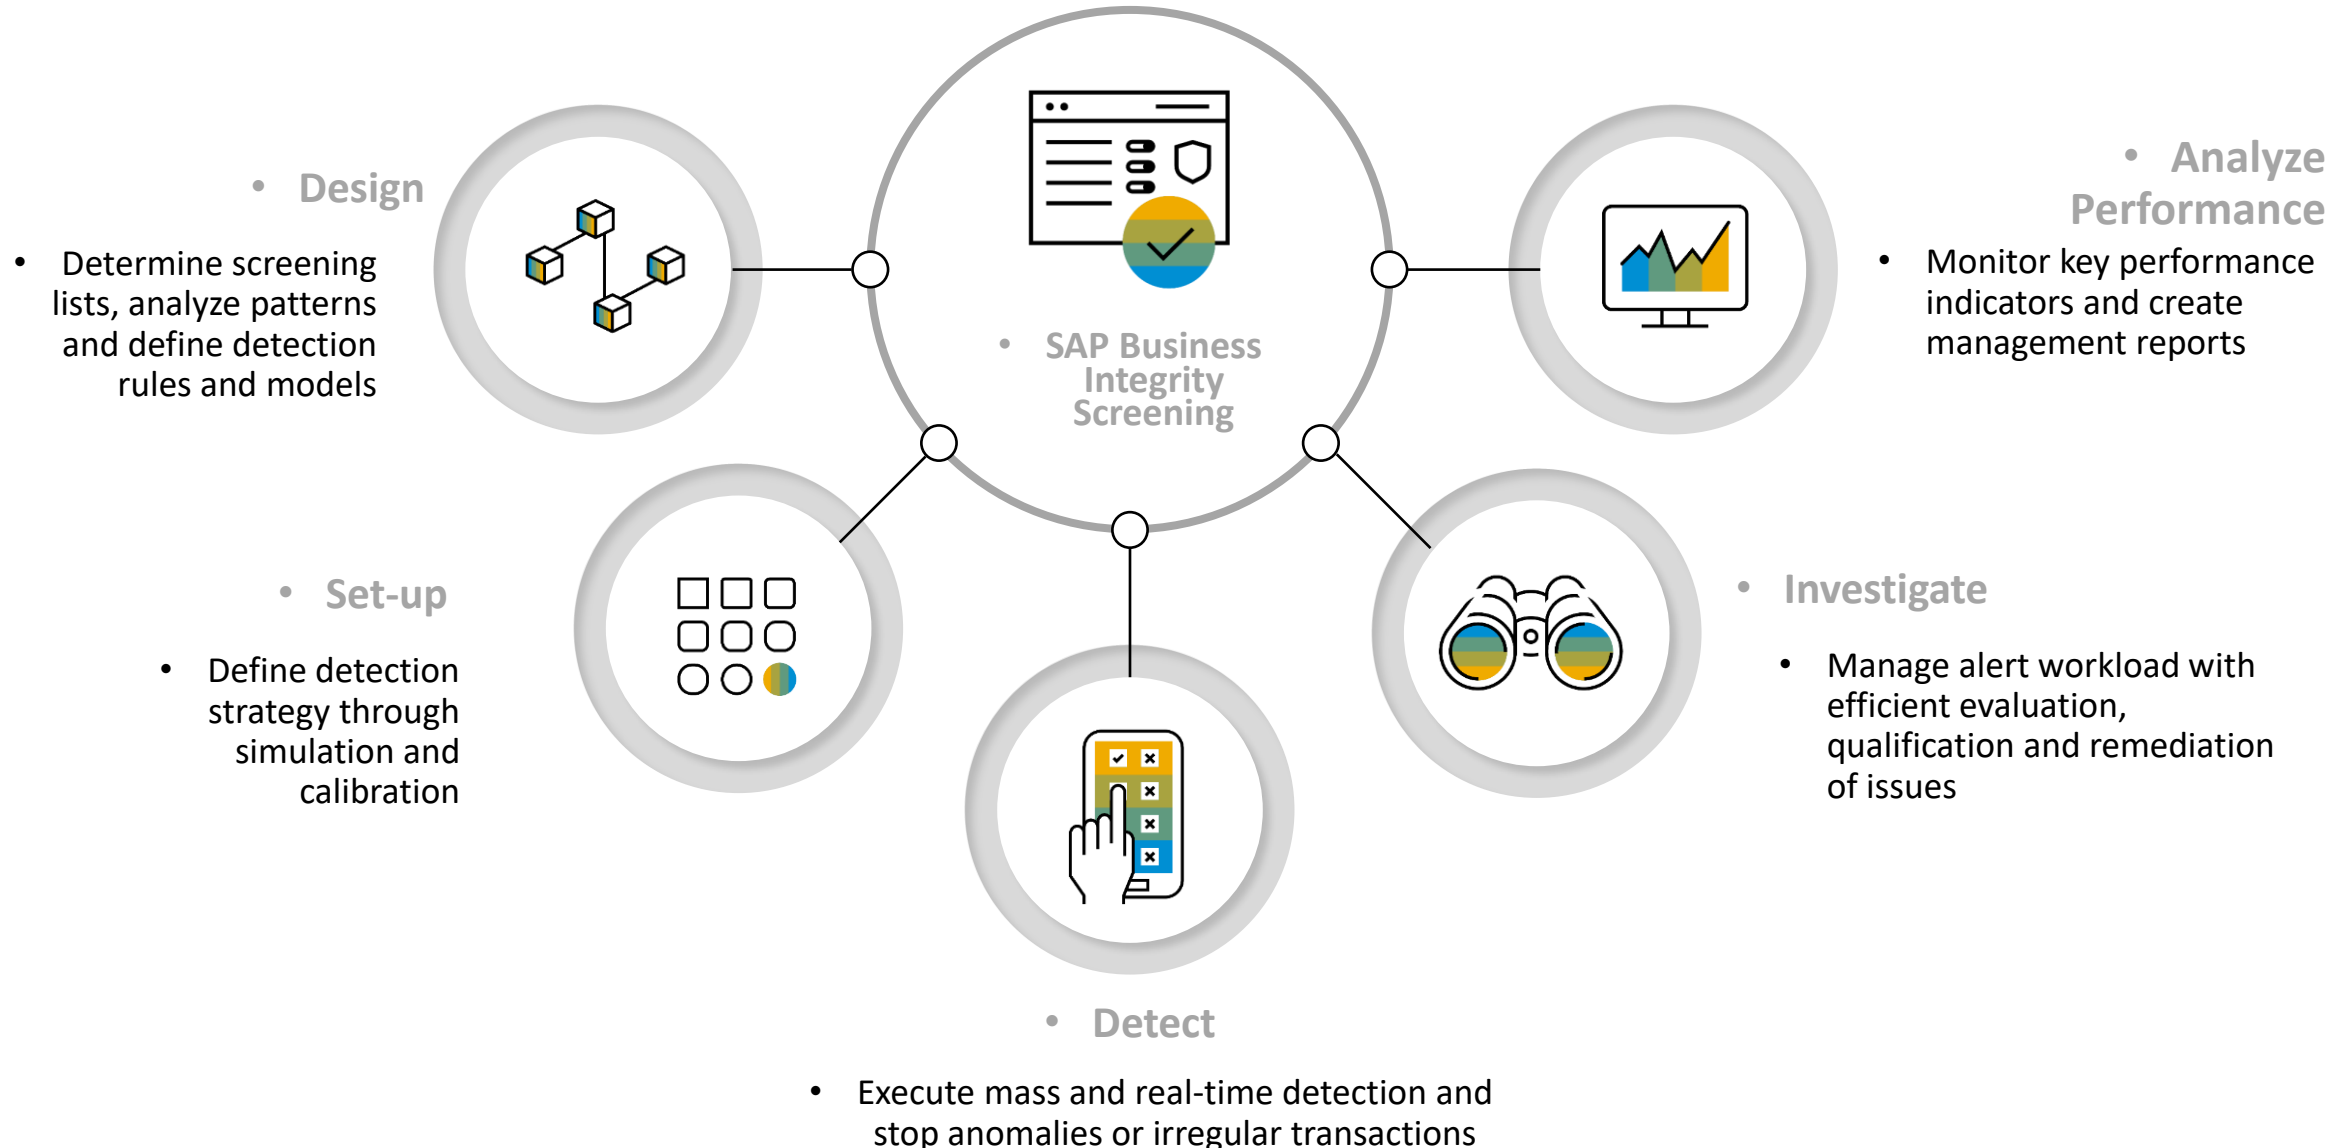 • SAP Business
Integrity
Screening
• Design
• Determine screening
lists, analyze patterns
and define detection
rules and models
• Set-up
• Define detection
strategy through
simulation and
calibration
• Detect
• Execute mass and real-time detection and
stop anomalies or irregular transactions
• Investigate
• Manage alert workload with
efficient evaluation,
qualification and remediation
of issues
• Analyze
Performance
• Monitor key performance
indicators and create
management reports